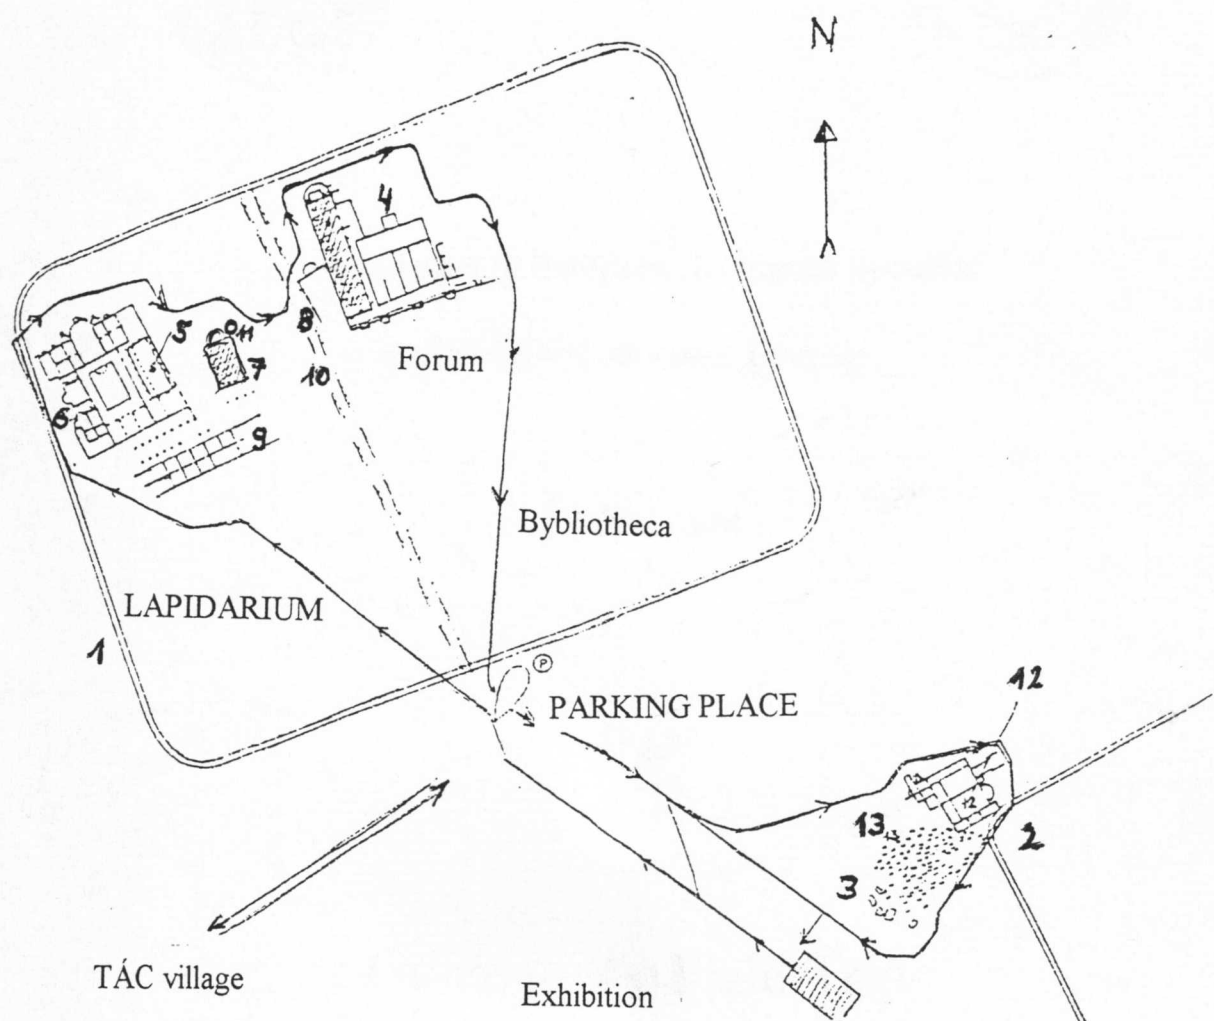 N
4
5
11
7
8
10
Forum
6
9
Bybliotheca
LAPIDARIUM
1
P
PARKING PLACE
12
12
13
2
3
TÁC village
Exhibition